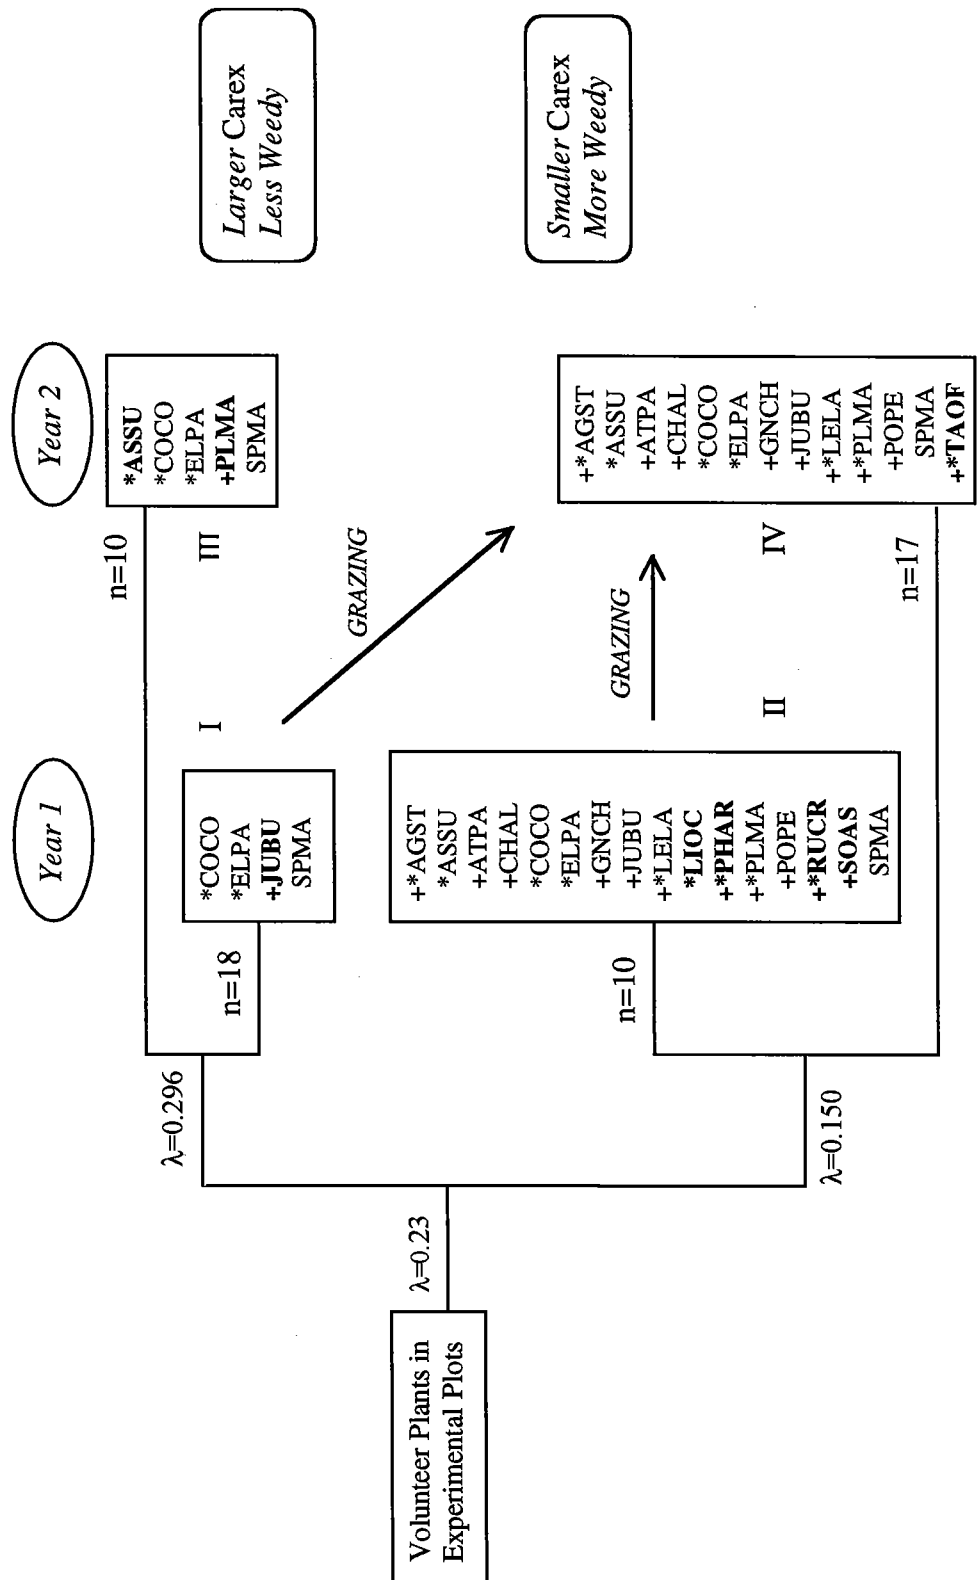 Volunteer Plants in
Experimental Plots
λ=0.23
λ=0.296
λ=0.150
Year 1
n=18
*COCO
*ELPA
+JUBU
SPMA
I
n=10
+*AGST
*ASSU
+ATPA
+CHAL
*COCO
*ELPA
+GNCH
+JUBU
+*LELA
*LIOC
+*PHAR
+*PLMA
+POPE
+*RUCR
+SOAS
SPMA
II
GRAZING
GRAZING
Year 2
n=10
III
*ASSU
*COCO
*ELPA
+PLMA
SPMA
IV
n=17
+*AGST
*ASSU
+ATPA
+CHAL
*COCO
*ELPA
+GNCH
+JUBU
+*LELA
+*PLMA
+POPE
SPMA
+*TAOF
Larger Carex
Less Weedy
Smaller Carex
More Weedy